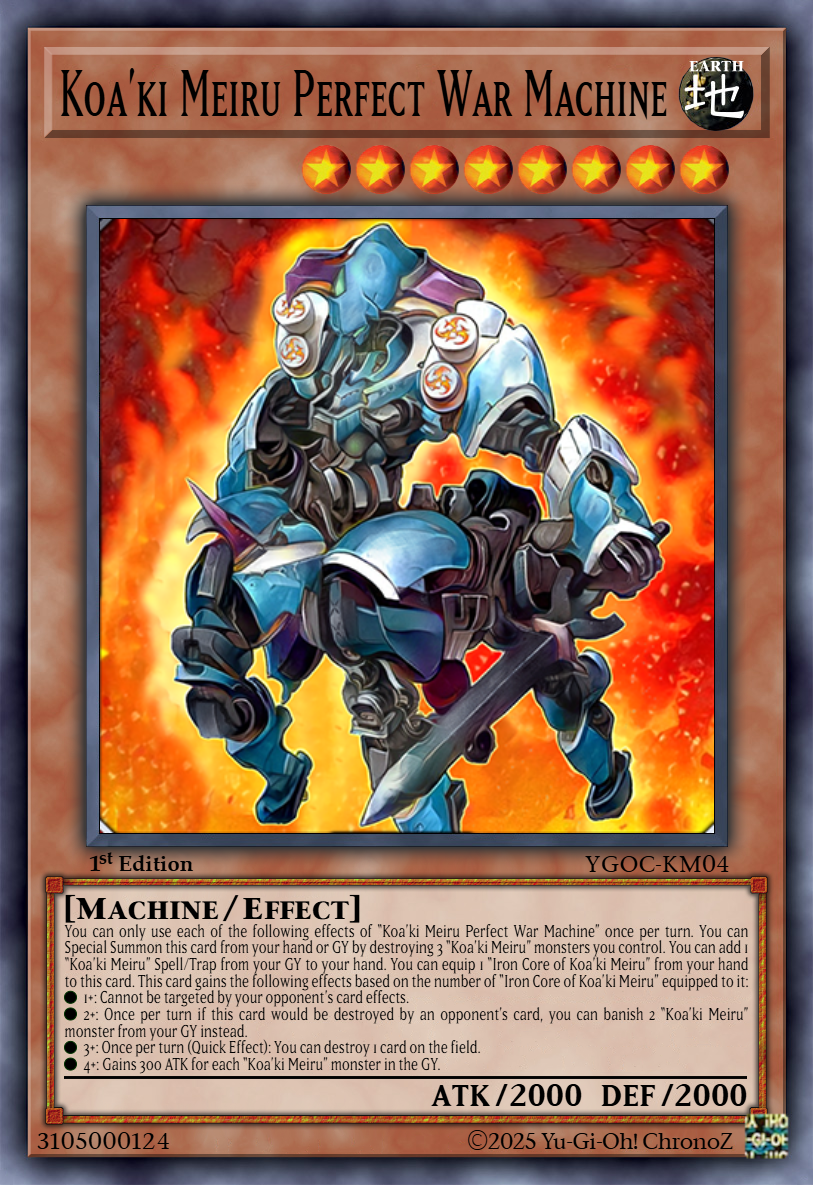 Koa'ki Meiru Perfect War Machine
EARTH
地
1st Edition
YGOC-KM04
[Machine/Effect]
You can only use each of the following effects of "Koa'ki Meiru Perfect War Machine" once per turn. You can
Special Summon this card from your hand or GY by destroying 3 "Koa'ki Meiru" monsters you control. You can add 1
"Koa'ki Meiru" Spell/Trap from your GY to your hand. You can equip 1 "Iron Core of Koa'ki Meiru" from your hand
to this card. This card gains the following effects based on the number of "Iron Core of Koa'ki Meiru" equipped to it:
● 1+: Cannot be targeted by your opponent's card effects.
● 2+: Once per turn if this card would be destroyed by an opponent's card, you can banish 2 "Koa'ki Meiru"
monster from your GY instead.
● 3+: Once per turn (Quick Effect): You can destroy 1 card on the field.
● 4+: Gains 300 ATK for each "Koa'ki Meiru" monster in the GY.
ATK/2000 DEF/2000
3105000124
©2025 Yu-Gi-Oh! ChronoZ